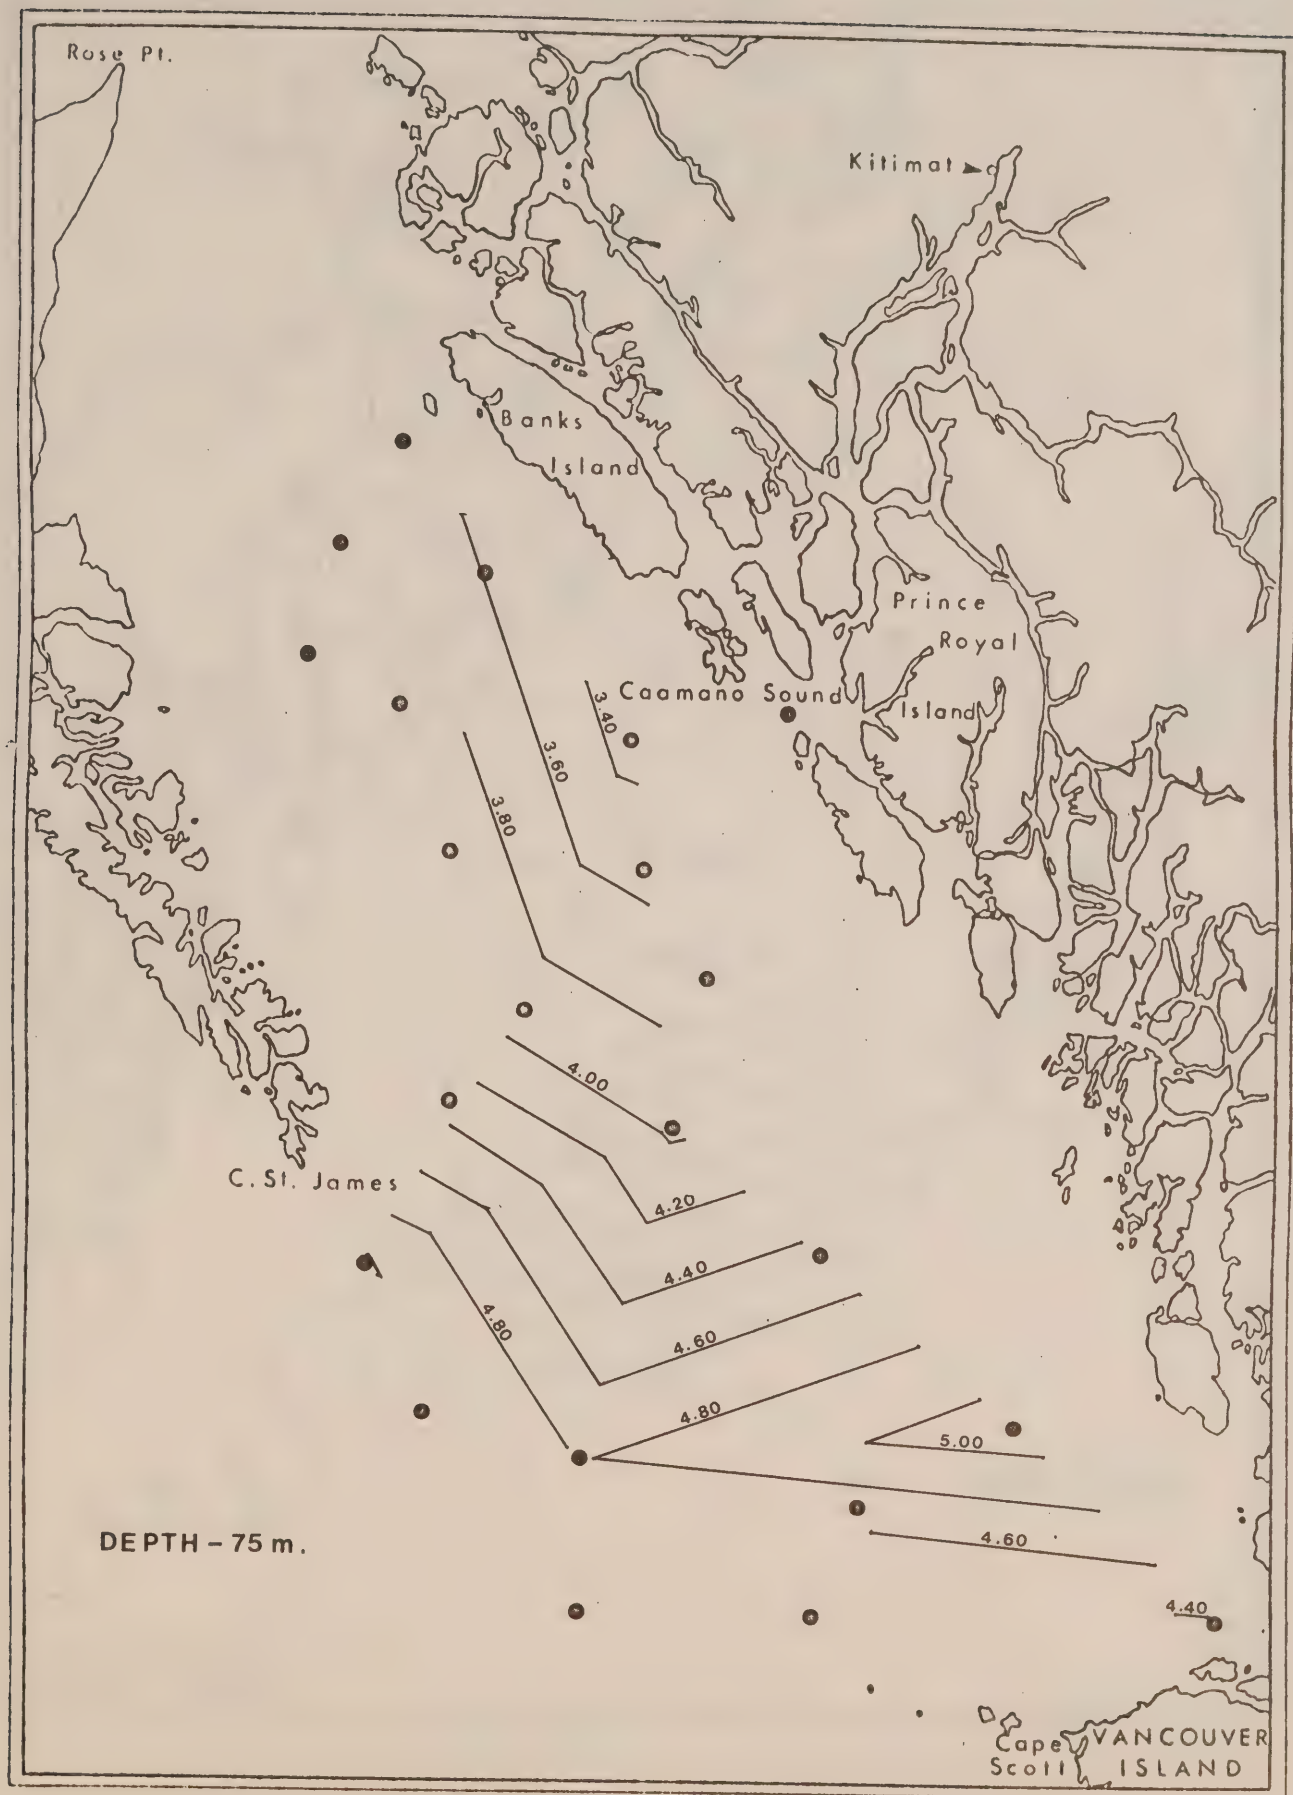 Rose Pt.
Kitimat
Banks
Island
Prince
Royal
Island
Caamano Sound
3.40
3.60
3.80
4.00
C. St. James
4.20
4.40
4.80
4.60
4.80
5.00
DEPTH - 75 m.
4.60
4.40
Cape
Scott
VANCOUVER
ISLAND